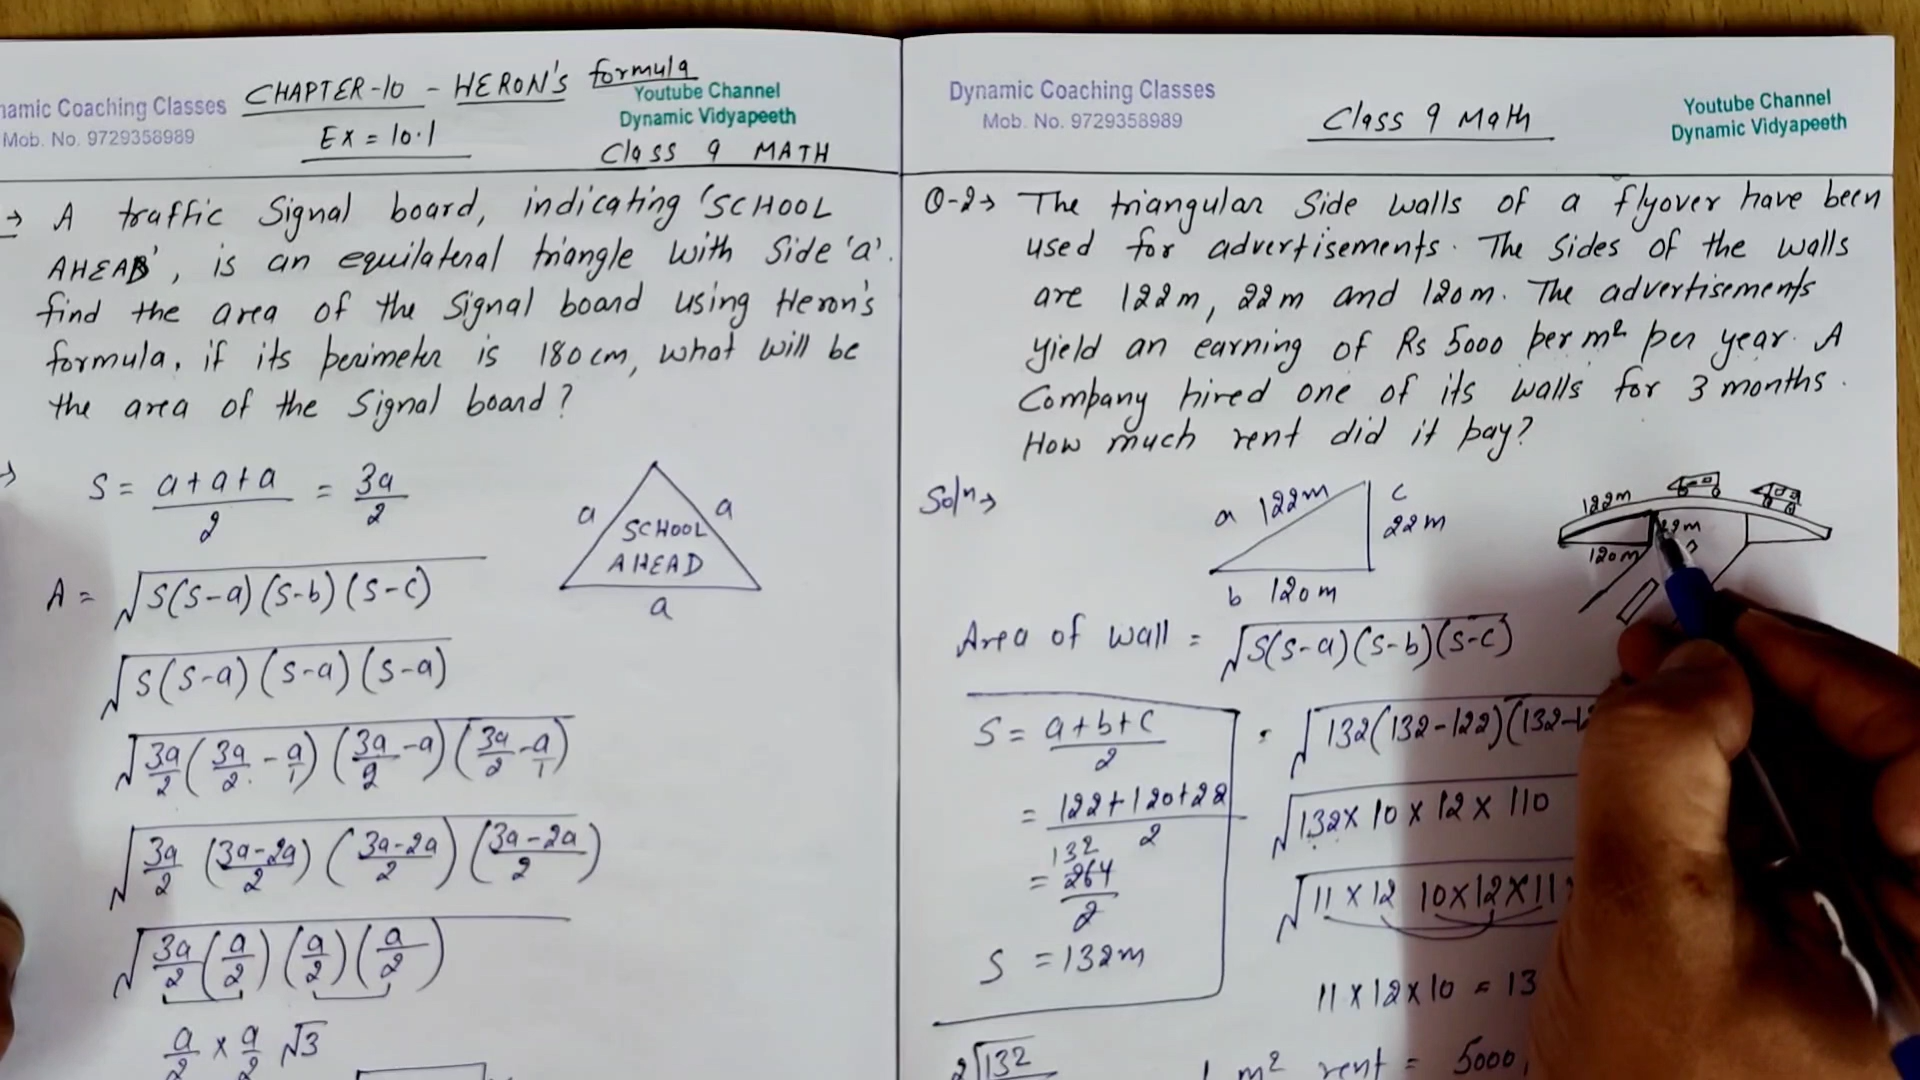 namic Coaching Classes
Mob. No. 9729358989
CHAPTER-10 - HERON's formula
Ex = 10.1
Youtube Channel
Dynamic Vidyapeeth
Class 9 MATH
→ A traffic Signal board, indicating 'SCHOOL
AHEAD', is an equilateral triangle with Side 'a'.
find the area of the Signal board using Heron's
formula. if its perimeter is 180cm, what will be
the area of the Signal board?
S = a+a+a/2 = 3a/2
a a
SCHOOL
AHEAD
a
A = √S(S-a)(S-b)(S-c)
√S(S-a)(S-a)(S-a)
√3a/2(3a/2 - a/1)(3a/2 - a)(3a/2 - a/1)
√3a/2 (3a-2a/2)(3a-2a/2)(3a-2a/2)
√3a/2(a/2)(a/2)(a/2)
a/2 × a/2 √3
Dynamic Coaching Classes
Mob. No. 9729358989
Class 9 Math
Youtube Channel
Dynamic Vidyapeeth
Q-2→ The triangular Side walls of a flyover have been
used for advertisements. The sides of the walls
are 122m, 22m and 120m. The advertisements
yield an earning of Rs 5000 per m² per year. A
Company hired one of its walls for 3 months.
How much rent did it pay?
Solⁿ→
a 122m c
22m
b 120m
122m
22m
120m
Area of wall = √S(S-a)(S-b)(S-c)
S = a+b+c/2
= 122+120+22/2
132
= 264/2
S = 132m
= √132(132-122)(132-12
√132×10×12×110
√11×12 10×12×11
11×12×10 = 13
2√132
1 m² rent = 5000,